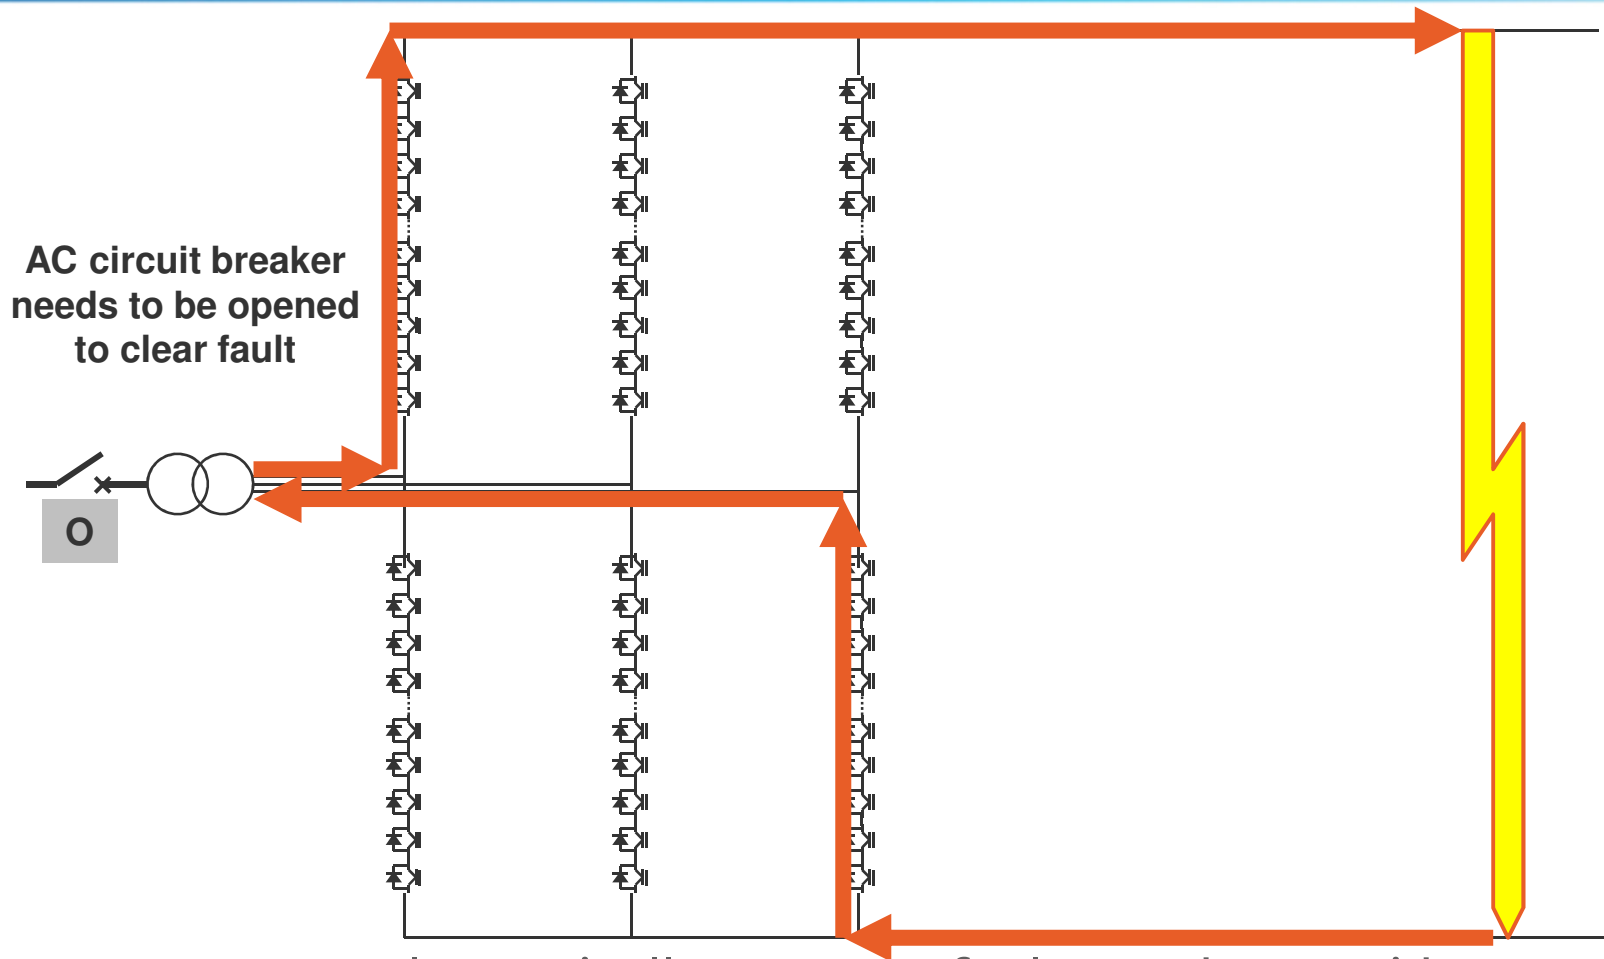 AC circuit breaker
needs to be opened
to clear fault
O